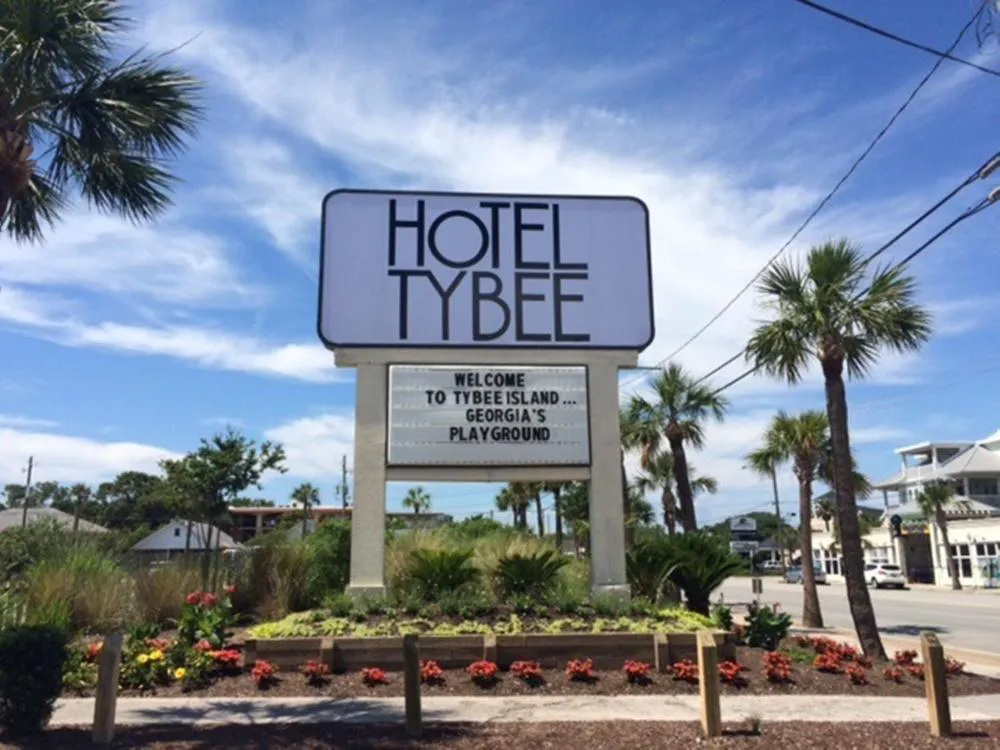 HOTEL
TYBEE
WELCOME
TO TYBEE ISLAND...
GEORGIA'S
PLAYGROUND